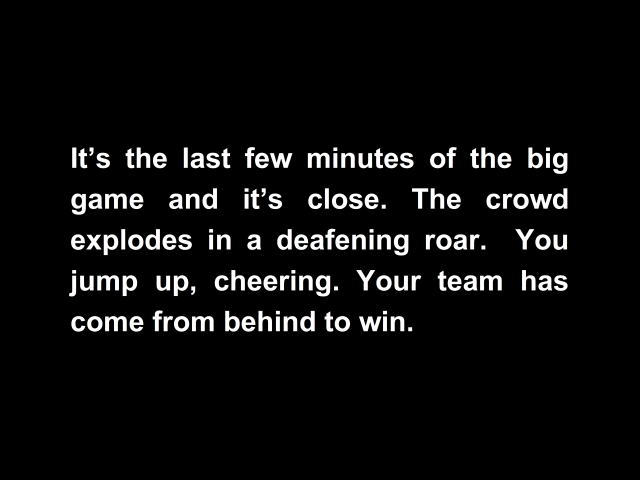 It’s the last few minutes of the big
game and it’s close. The crowd
explodes in a deafening roar.  You
jump up, cheering. Your team has
come from behind to win.